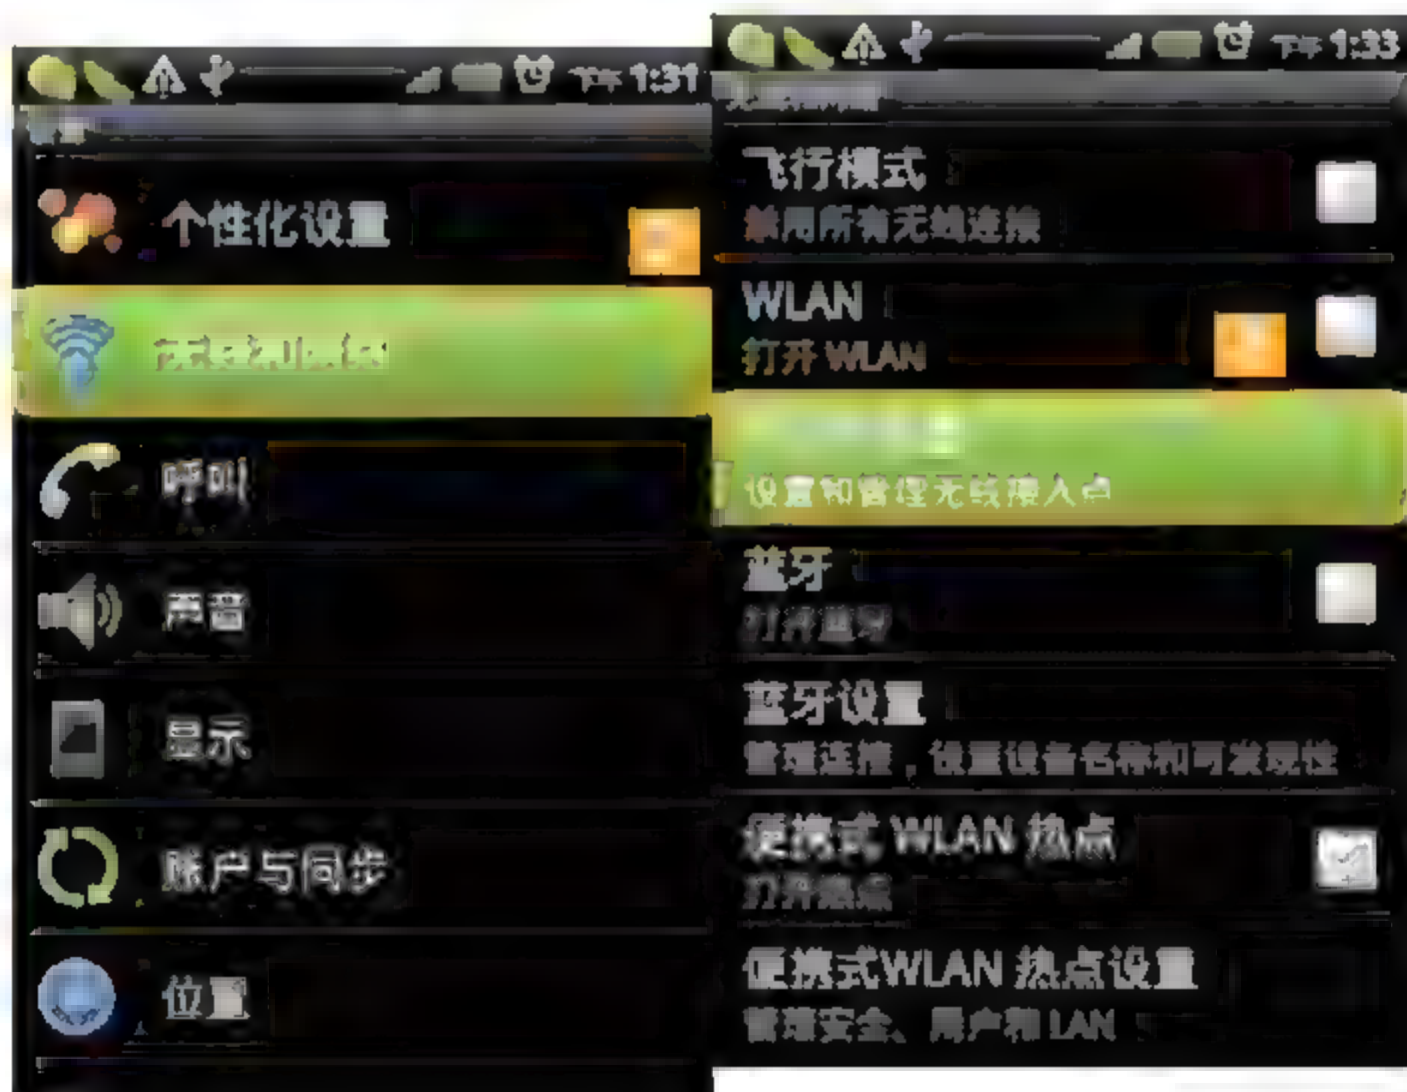 下午 1:31
个性化设置
呼叫
声音
显示
账户与同步
位置
下午 1:33
飞行模式
禁用所有无线连接
WLAN
打开 WLAN
设置和管理无线接入点
蓝牙
打开蓝牙
蓝牙设置
管理连接，设置设备名称和可发现性
便携式 WLAN 热点
打开热点
便携式WLAN 热点设置
管理安全、用户和 LAN